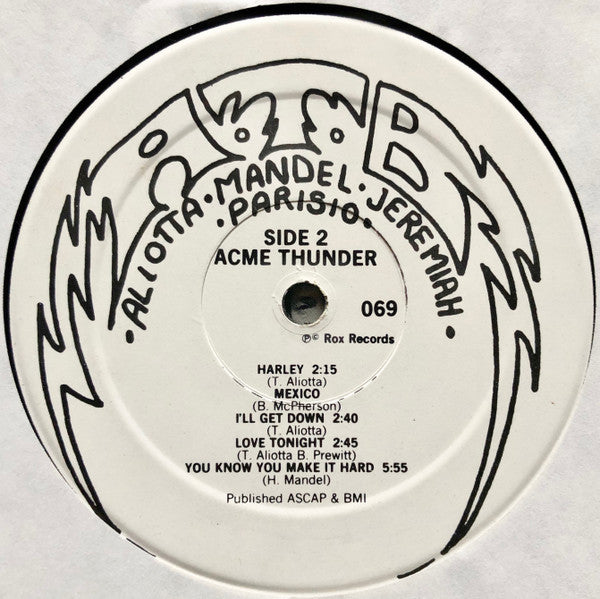 ATB
• ALIOTTA • MANDEL • JEREMIAH •
• PARISIO •
SIDE 2
ACME THUNDER
069
℗© Rox Records
HARLEY 2:15
(T. Aliotta)
MEXICO
(B. McPherson)
I'LL GET DOWN 2:40
(T. Aliotta)
LOVE TONIGHT 2:45
(T. Aliotta B. Prewitt)
YOU KNOW YOU MAKE IT HARD 5:55
(H. Mandel)
Published ASCAP & BMI